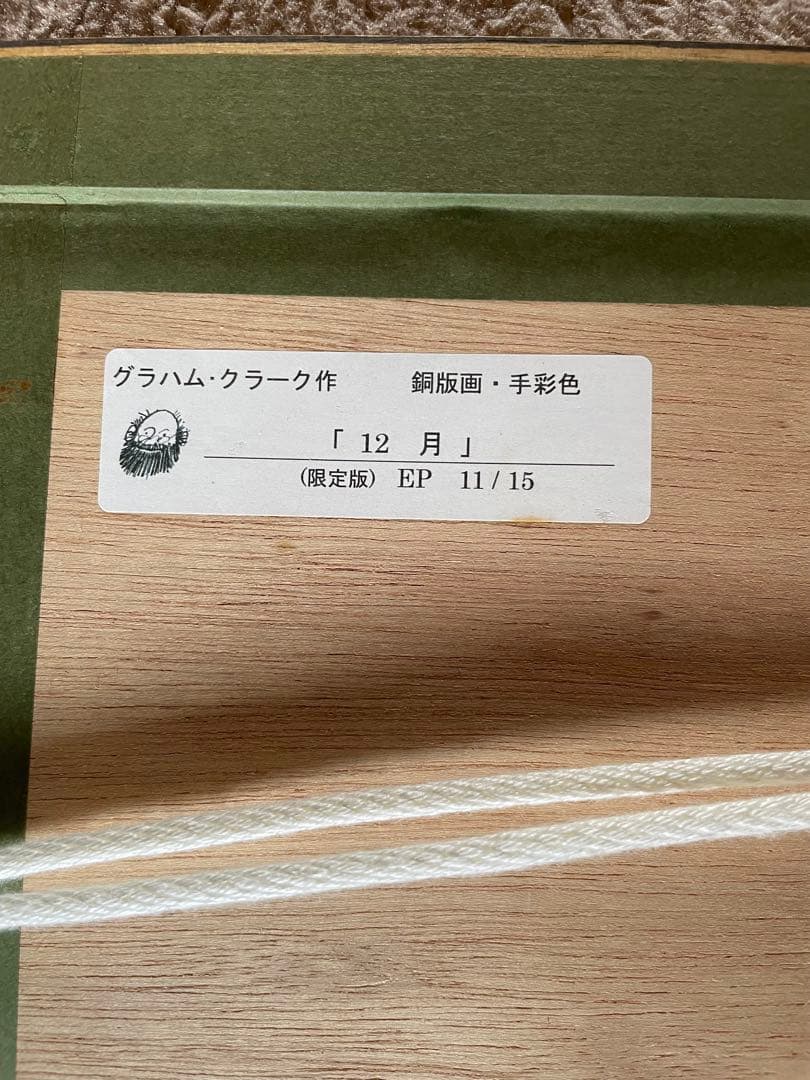 グラハム・クラーク作　　　銅版画・手彩色
「 12　月 」
(限定版)　EP　11 / 15